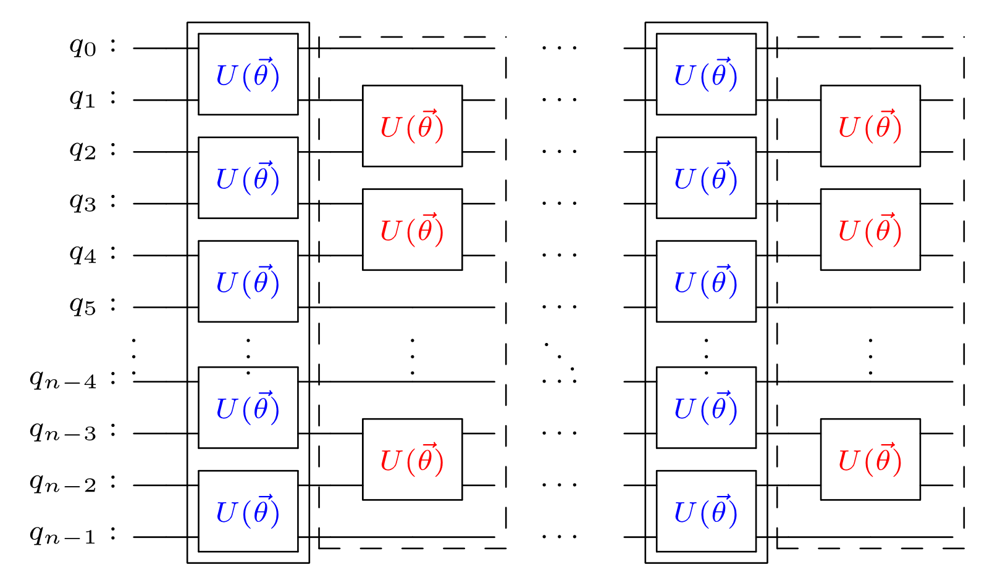 q₀ : U(θ⃗) ⋯ U(θ⃗)
q₁ : U(θ⃗) ⋯ U(θ⃗)
q₂ : U(θ⃗) ⋯ U(θ⃗)
q₃ : U(θ⃗) ⋯ U(θ⃗)
q₄ : U(θ⃗) ⋯ U(θ⃗)
q₅ : ⋯
⋮ ⋮ ⋮ ⋱ ⋮ ⋮
qₙ₋₄ : U(θ⃗) ⋯ U(θ⃗)
qₙ₋₃ : U(θ⃗) ⋯ U(θ⃗)
qₙ₋₂ : U(θ⃗) ⋯ U(θ⃗)
qₙ₋₁ : ⋯